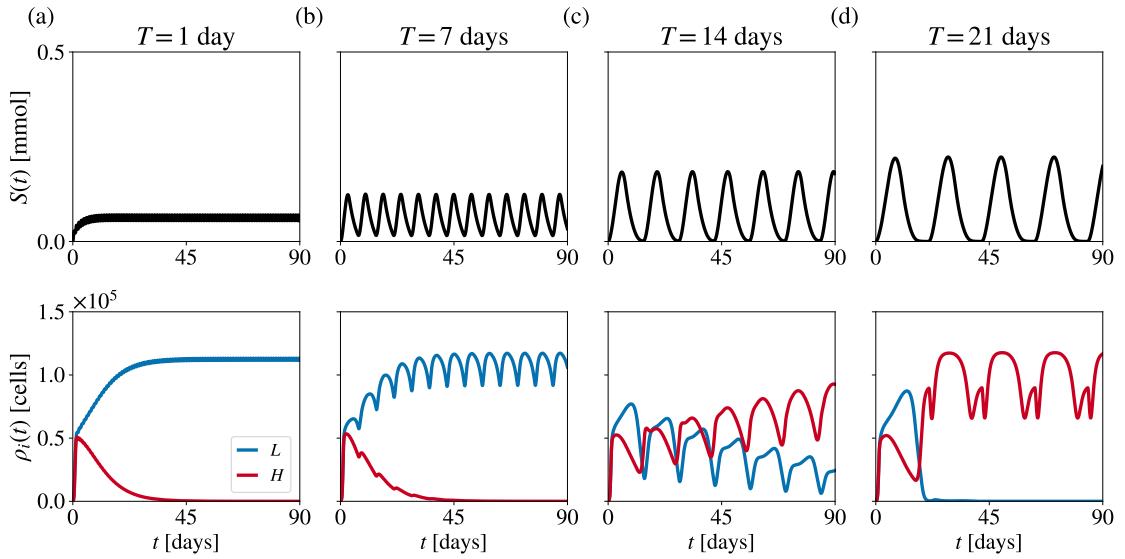 (a) (b) (c) (d)
T = 1 day T = 7 days T = 14 days T = 21 days
0.5
S(t) [mmol]
0.0
0 45 90 0 45 90 0 45 90 0 45 90
×10⁵
1.5
1.0
ρᵢ(t) [cells]
0.5
L
H
0.0
0 45 90 0 45 90 0 45 90 0 45 90
t [days] t [days] t [days] t [days]